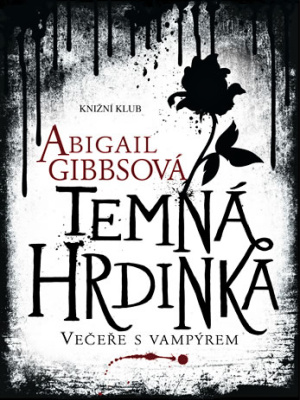 KNIŽNÍ KLUB
ABIGAIL
GIBBSOVÁ
TEMNÁ
HRDINKA
VEČEŘE S VAMPÝREM